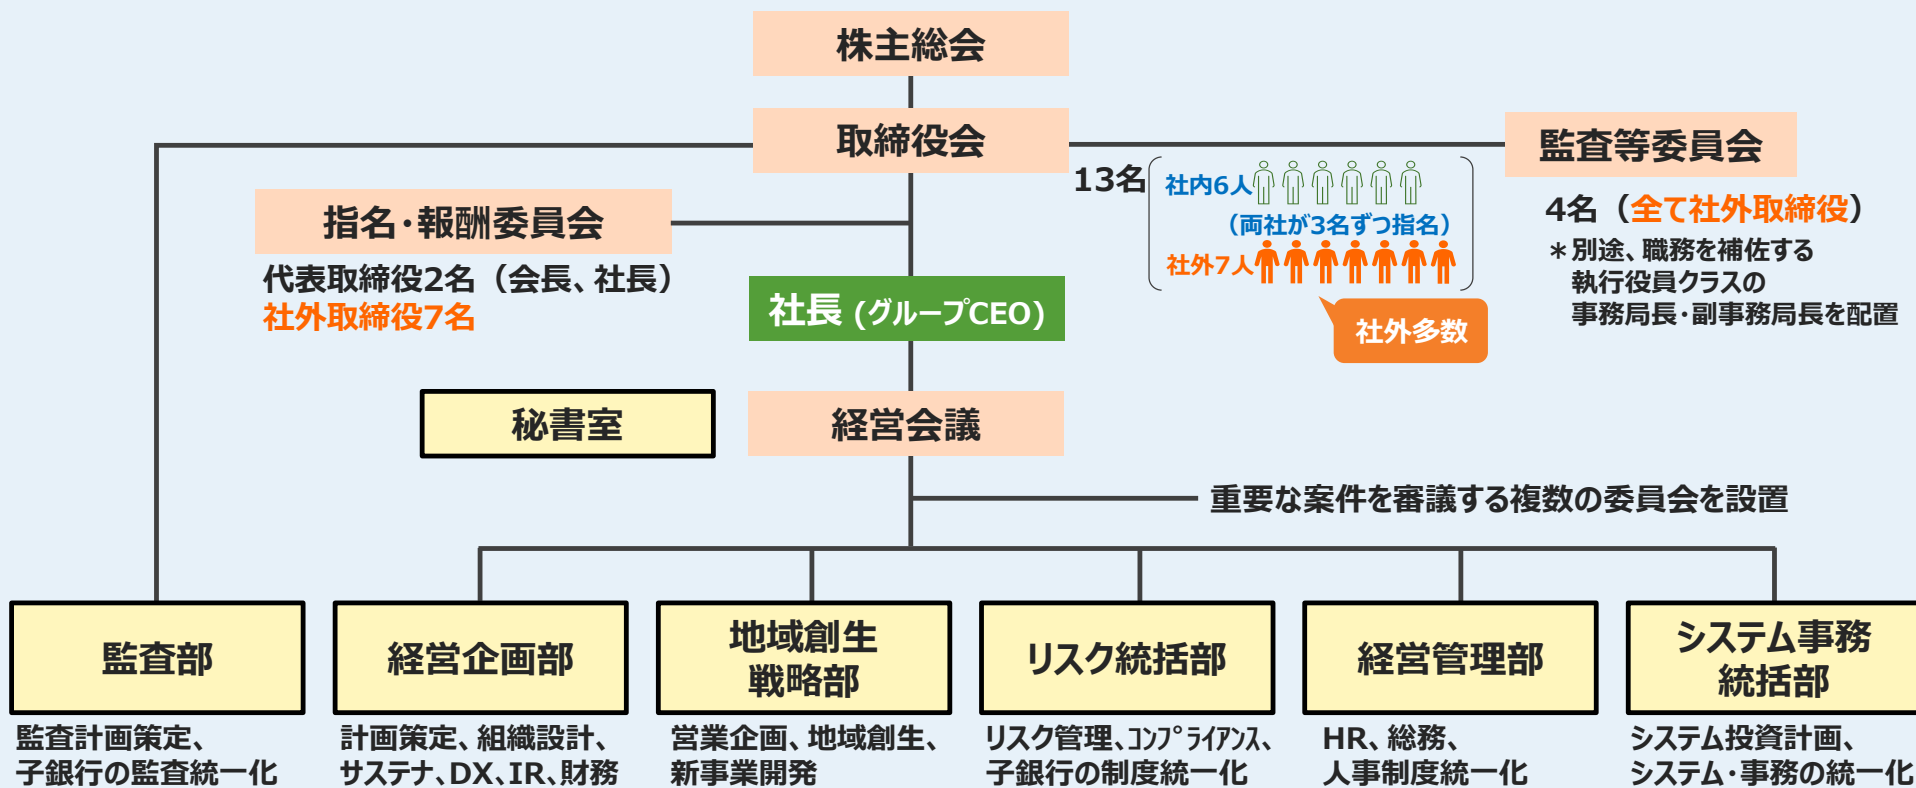 株主総会
取締役会
監査等委員会
13名
社内6人
（両社が3名ずつ指名）
社外7人
社外多数
4名（全て社外取締役）
＊別途、職務を補佐する
執行役員クラスの
事務局長・副事務局長を配置
指名・報酬委員会
代表取締役2名（会長、社長）
社外取締役7名
社長 (グループCEO)
秘書室
経営会議
重要な案件を審議する複数の委員会を設置
監査部
監査計画策定、
子銀行の監査統一化
経営企画部
計画策定、組織設計、
サステナ、DX、IR、財務
地域創生
戦略部
営業企画、地域創生、
新事業開発
リスク統括部
リスク管理、ｺﾝﾌﾟﾗｲｱﾝｽ、
子銀行の制度統一化
経営管理部
HR、総務、
人事制度統一化
システム事務
統括部
システム投資計画、
システム・事務の統一化